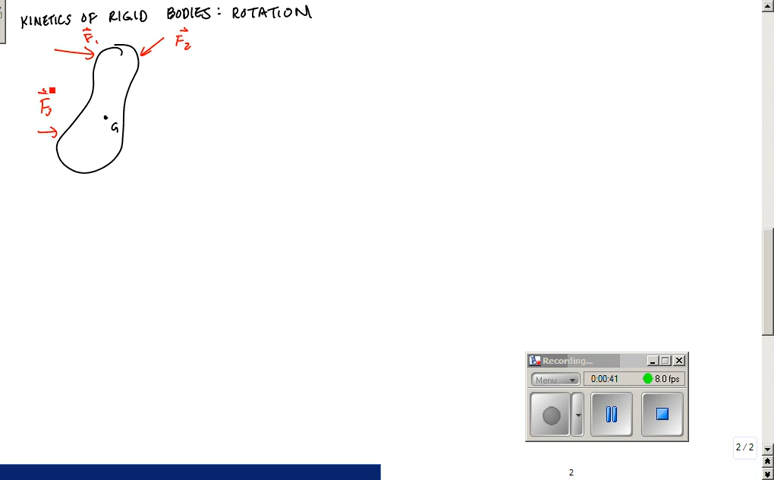 KINETICS OF RIGID BODIES: ROTATION
F₁
F₂
F₃
G
Recording...
Menu
0:00:41
8.0 fps
2 / 2
2